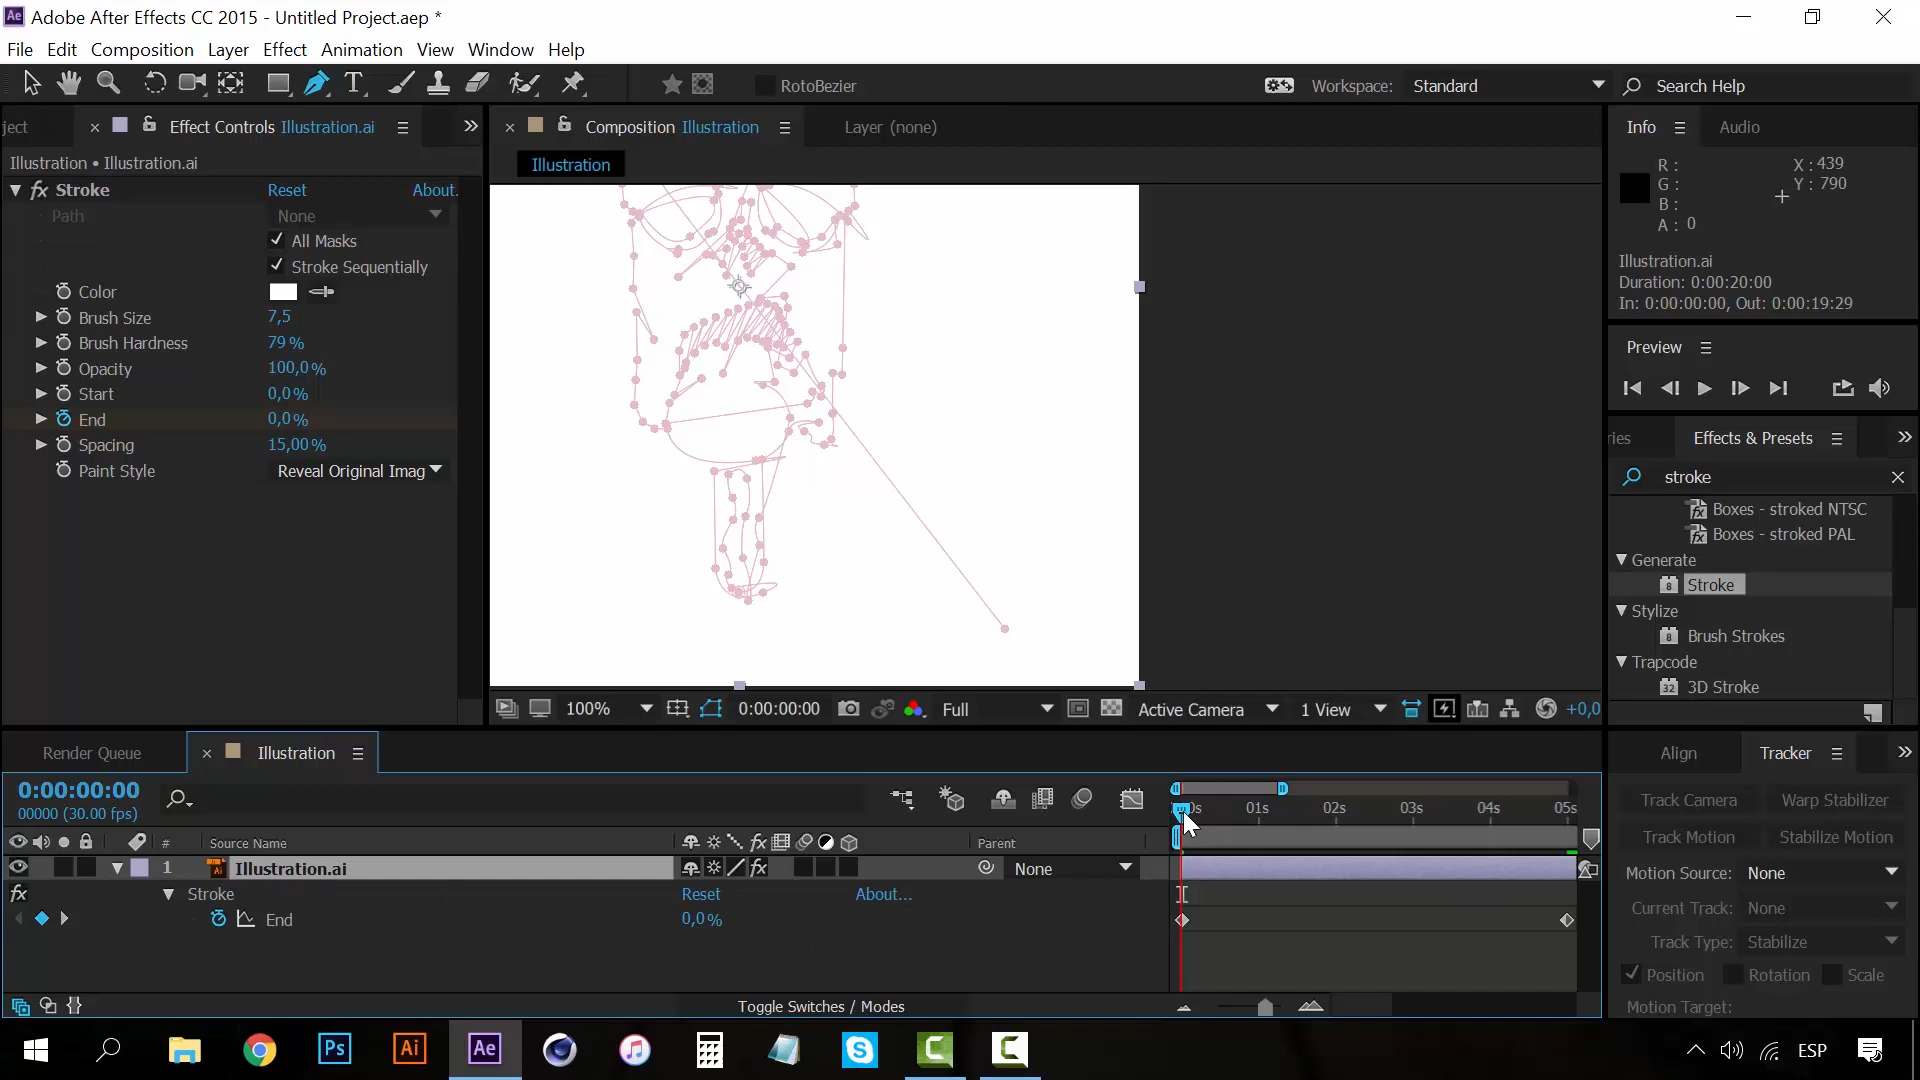 Adobe After Effects CC 2015 - Untitled Project.aep *
File Edit Composition Layer Effect Animation View Window Help
RotoBezier
Workspace: Standard
Search Help
ject
Effect Controls Illustration.ai
Illustration • Illustration.ai
fx Stroke Reset About.
Path None
All Masks
Stroke Sequentially
Color
Brush Size 7,5
Brush Hardness 79 %
Opacity 100,0 %
Start 0,0 %
End 0,0 %
Spacing 15,00 %
Paint Style Reveal Original Imag
Composition Illustration
Layer (none)
Illustration
100% 0:00:00:00 Full Active Camera 1 View +0,0
Info Audio
R : X : 439
G : Y : 790
B :
A : 0
Illustration.ai
Duration: 0:00:20:00
In: 0:00:00:00, Out: 0:00:19:29
Preview
ries Effects & Presets
stroke
Boxes - stroked NTSC
Boxes - stroked PAL
Generate
Stroke
Stylize
Brush Strokes
Trapcode
3D Stroke
Render Queue Illustration
0:00:00:00
00000 (30.00 fps)
# Source Name Parent
1 Illustration.ai None
fx Stroke Reset About...
End 0,0 %
0s 01s 02s 03s 04s 05s
Toggle Switches / Modes
Align Tracker
Track Camera Warp Stabilizer
Track Motion Stabilize Motion
Motion Source: None
Current Track: None
Track Type: Stabilize
Position Rotation Scale
Motion Target:
Ps Ai Ae
ESP